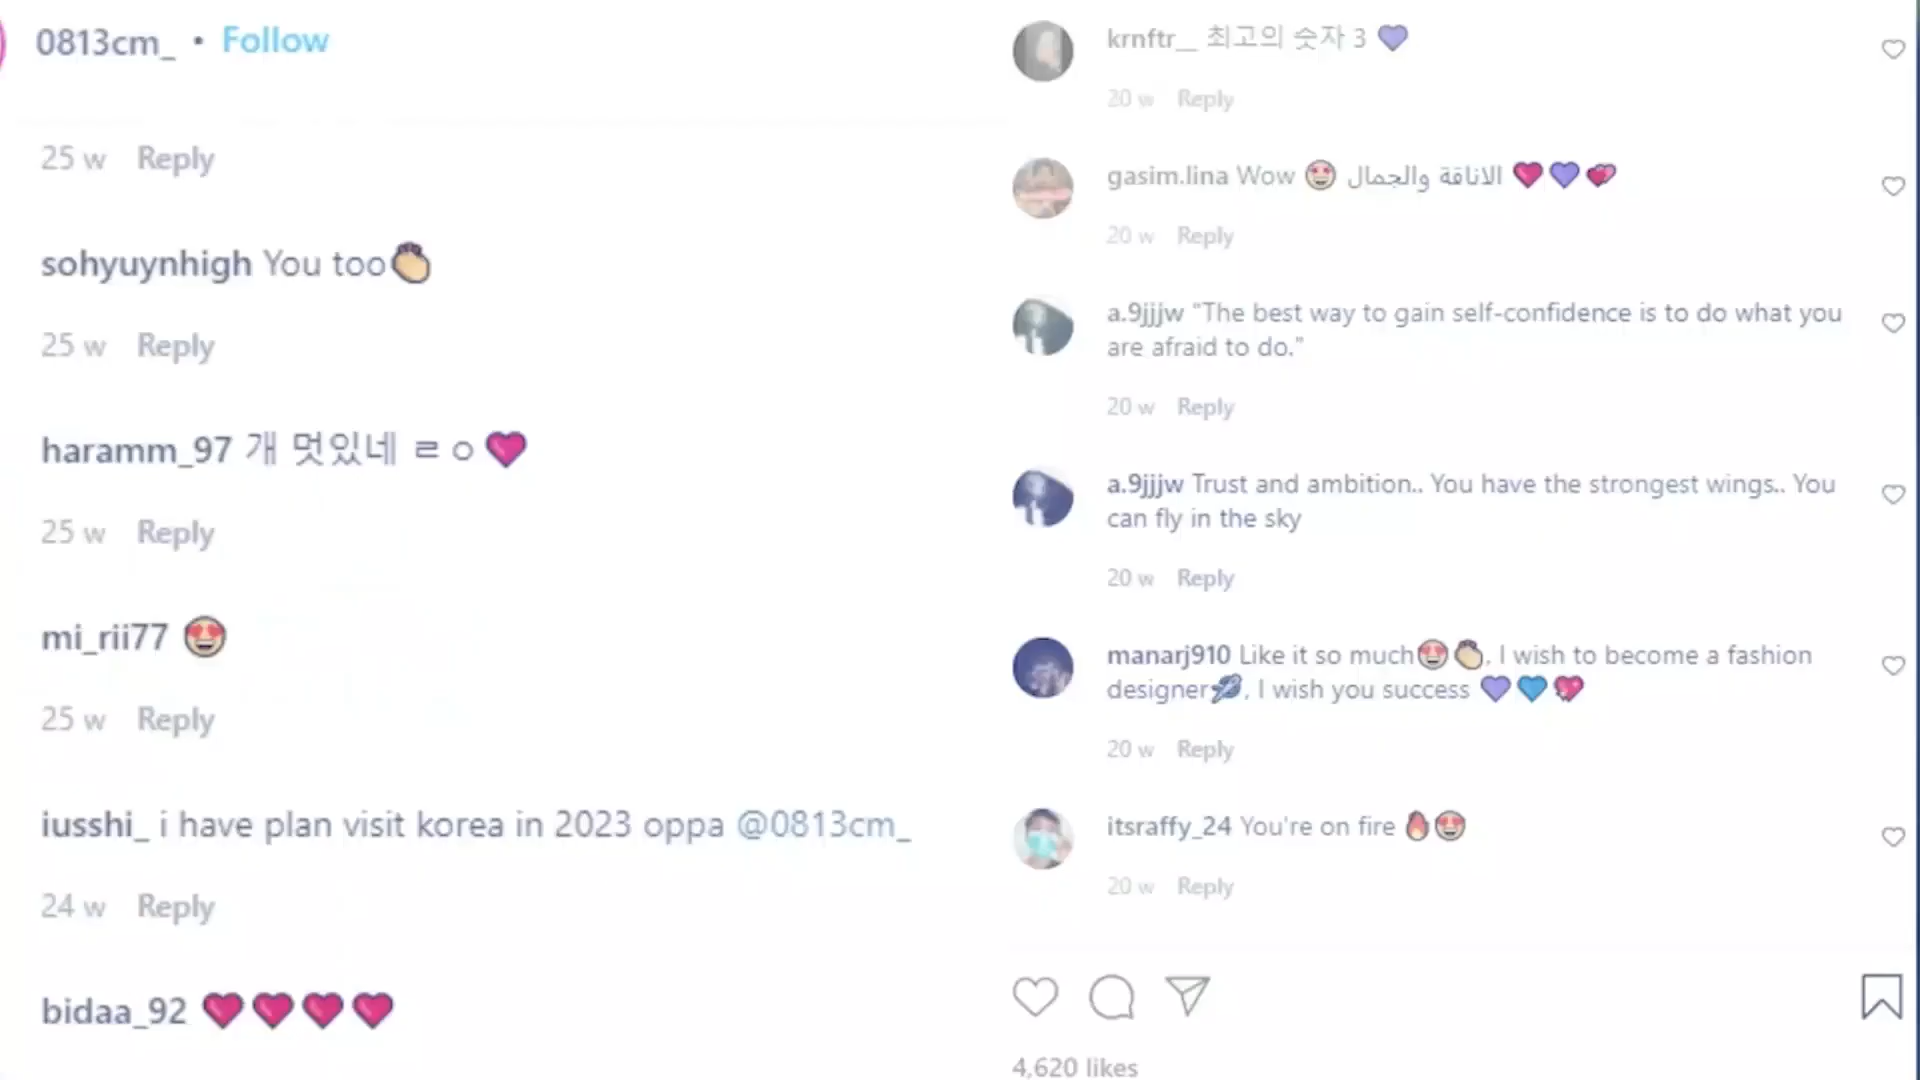 0813cm_ • Follow
25 w Reply
sohyuynhigh You too👏
25 w Reply
haramm_97 개 멋있네 ㄹㅇ💗
25 w Reply
mi_rii77 😍
25 w Reply
iusshi_ i have plan visit korea in 2023 oppa @0813cm_
24 w Reply
bidaa_92 💗💗💗💗
krnftr__ 최고의 숫자 3 💜
20 w Reply
gasim.lina Wow 😍 الاناقة والجمال 💗💜💕
20 w Reply
a.9jjjw "The best way to gain self-confidence is to do what you
are afraid to do."
20 w Reply
a.9jjjw Trust and ambition.. You have the strongest wings.. You
can fly in the sky
20 w Reply
manarj910 Like it so much😍👏, I wish to become a fashion
designer🪡, I wish you success 💜💙💖
20 w Reply
itsraffy_24 You're on fire 🔥😍
20 w Reply
4,620 likes